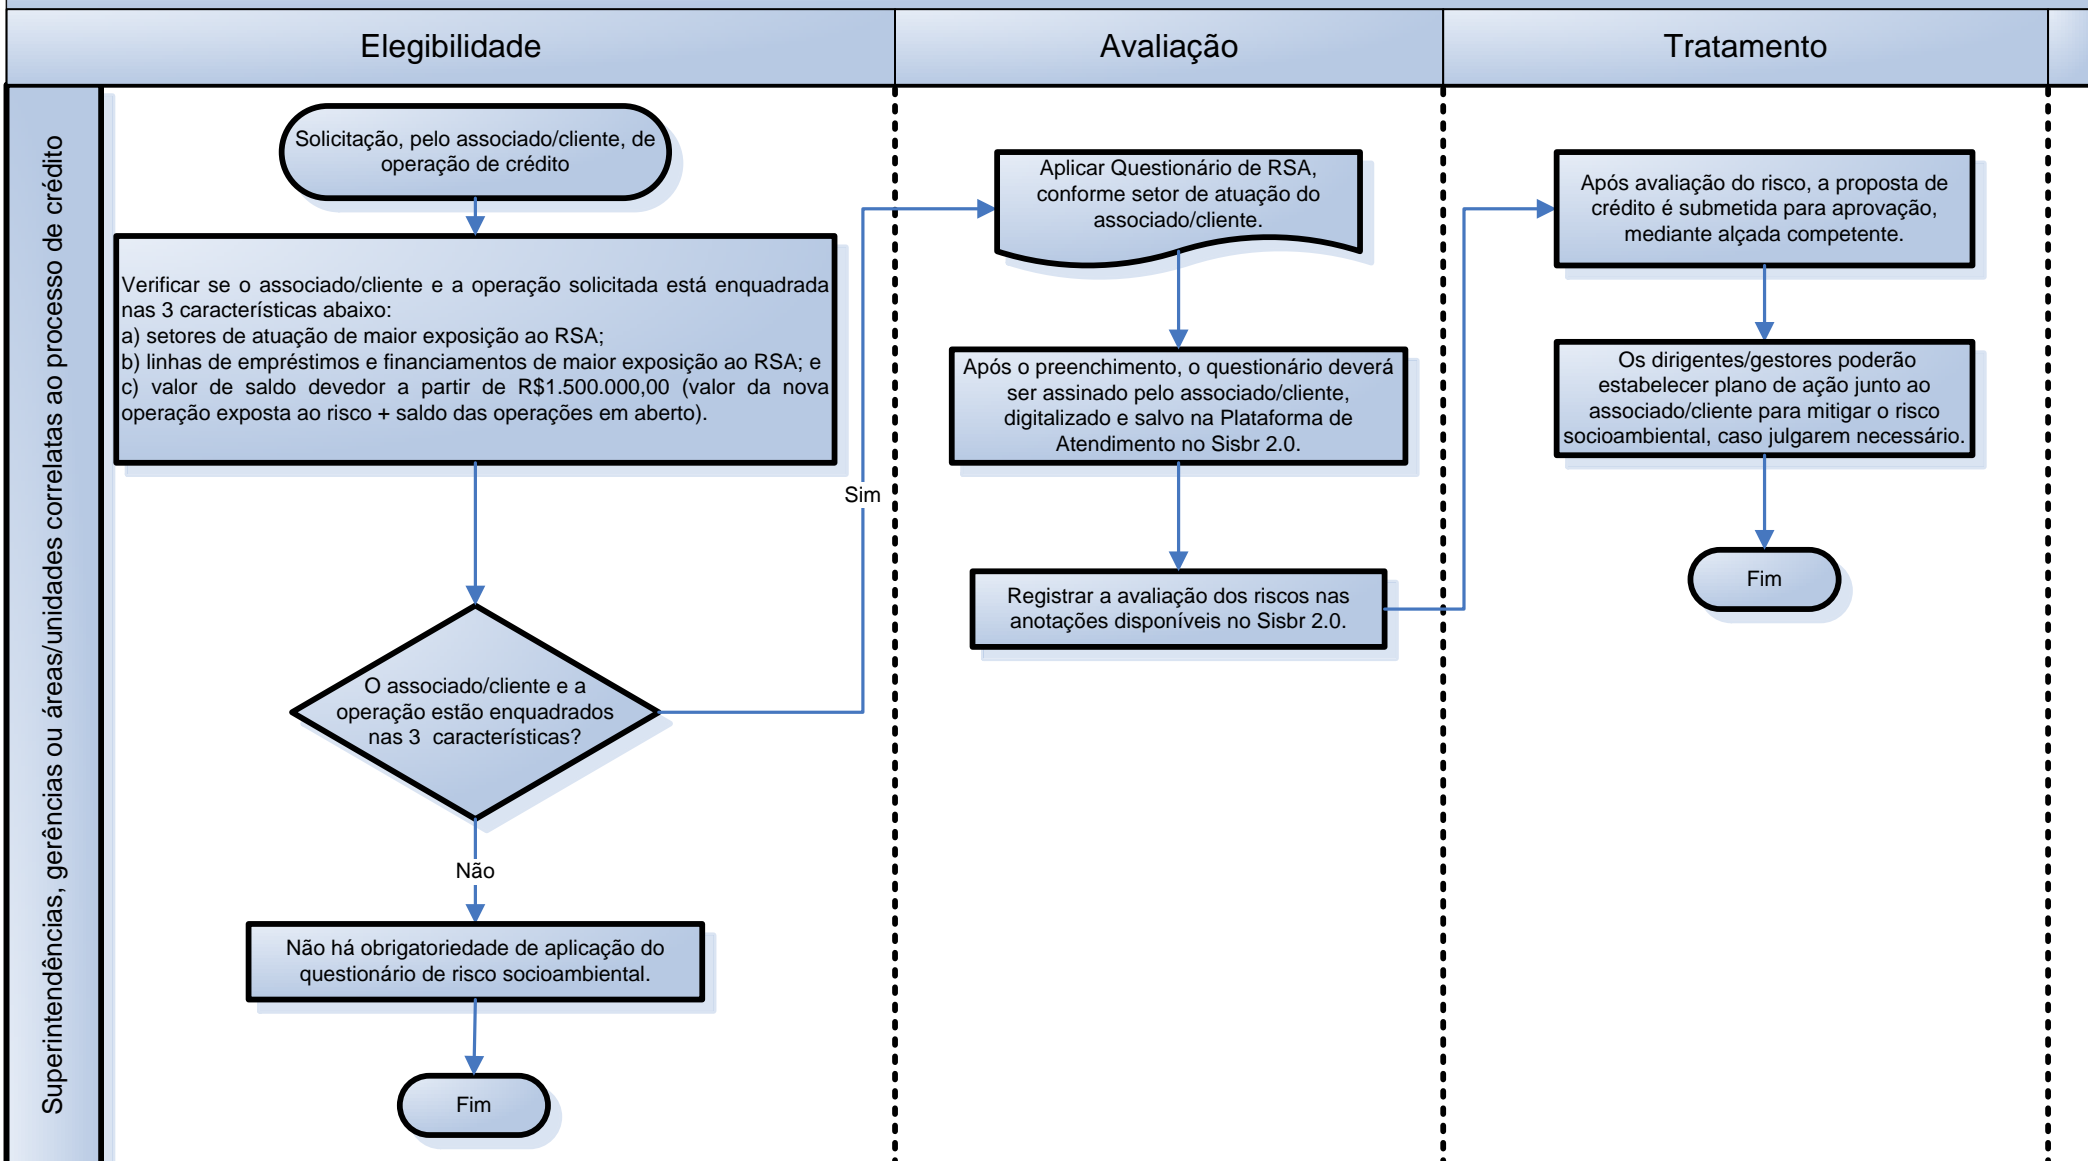 Elegibilidade
Avaliação
Tratamento
Superintendências, gerências ou áreas/unidades correlatas ao processo de crédito
Solicitação, pelo associado/cliente, de
operação de crédito
Verificar se o associado/cliente e a operação solicitada está enquadrada
nas 3 características abaixo:
a) setores de atuação de maior exposição ao RSA;
b) linhas de empréstimos e financiamentos de maior exposição ao RSA; e
c) valor de saldo devedor a partir de R$1.500.000,00 (valor da nova
operação exposta ao risco + saldo das operações em aberto).
O associado/cliente e a
operação estão enquadrados
nas 3 características?
Sim
Não
Não há obrigatoriedade de aplicação do
questionário de risco socioambiental.
Fim
Aplicar Questionário de RSA,
conforme setor de atuação do
associado/cliente.
Após o preenchimento, o questionário deverá
ser assinado pelo associado/cliente,
digitalizado e salvo na Plataforma de
Atendimento no Sisbr 2.0.
Registrar a avaliação dos riscos nas
anotações disponíveis no Sisbr 2.0.
Após avaliação do risco, a proposta de
crédito é submetida para aprovação,
mediante alçada competente.
Os dirigentes/gestores poderão
estabelecer plano de ação junto ao
associado/cliente para mitigar o risco
socioambiental, caso julgarem necessário.
Fim